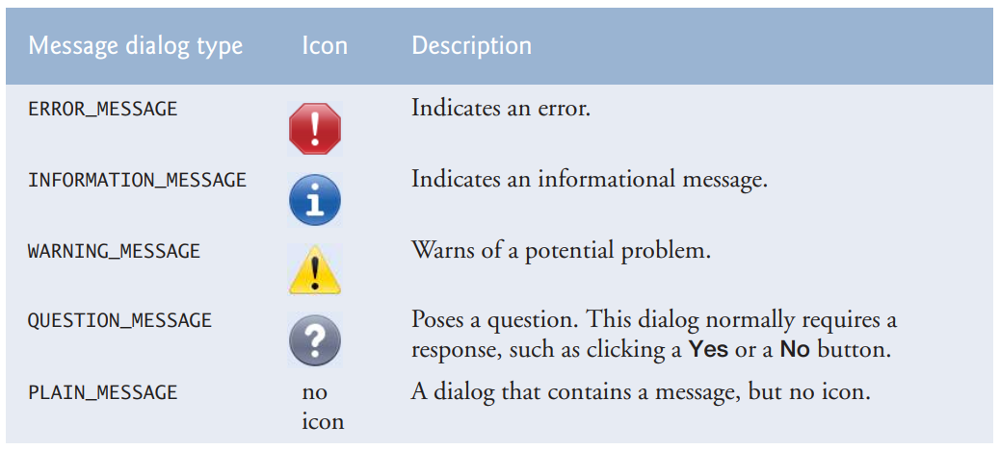 Message dialog type Icon Description
ERROR_MESSAGE Indicates an error.
INFORMATION_MESSAGE Indicates an informational message.
WARNING_MESSAGE Warns of a potential problem.
QUESTION_MESSAGE Poses a question. This dialog normally requires a
response, such as clicking a Yes or a No button.
PLAIN_MESSAGE no A dialog that contains a message, but no icon.
icon